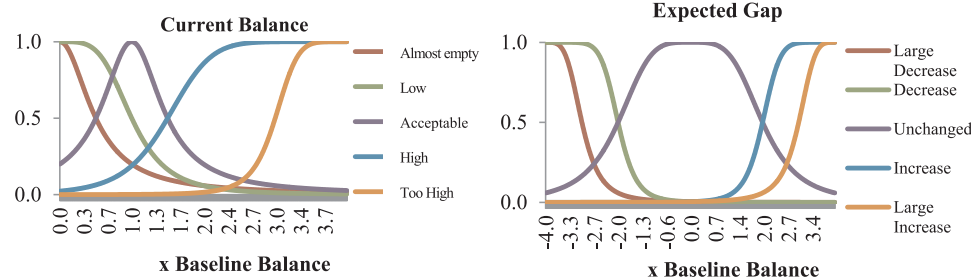 Current Balance
1.0
0.5
0.0
0.0
0.3
0.7
1.0
1.3
1.7
2.0
2.4
2.7
3.0
3.4
3.7
x Baseline Balance
Almost empty
Low
Acceptable
High
Too High
Expected Gap
1.0
0.5
0.0
-4.0
-3.3
-2.7
-2.0
-1.3
-0.6
0.0
0.7
1.4
2.0
2.7
3.4
x Baseline Balance
Large
Decrease
Decrease
Unchanged
Increase
Large
Increase